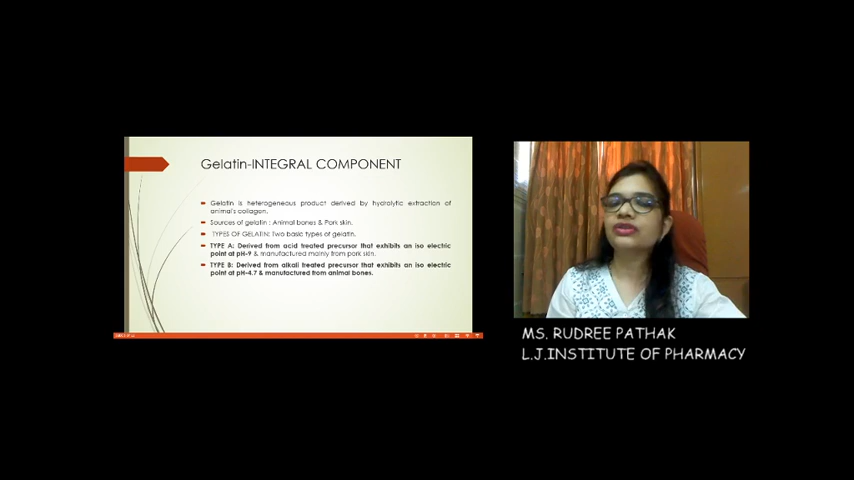 Gelatin-INTEGRAL COMPONENT
Gelatin is heterogeneous product derived by hydrolytic extraction of
animal's collagen.
Sources of gelatin : Animal bones & Pork skin.
TYPES OF GELATIN: Two basic types of gelatin.
TYPE A: Derived from acid treated precursor that exhibits an iso electric
point at pH-9 & manufactured mainly from pork skin.
TYPE B: Derived from alkali treated precursor that exhibits an iso electric
point at pH-4.7 & manufactured from animal bones.
MS. RUDREE PATHAK
L.J.INSTITUTE OF PHARMACY